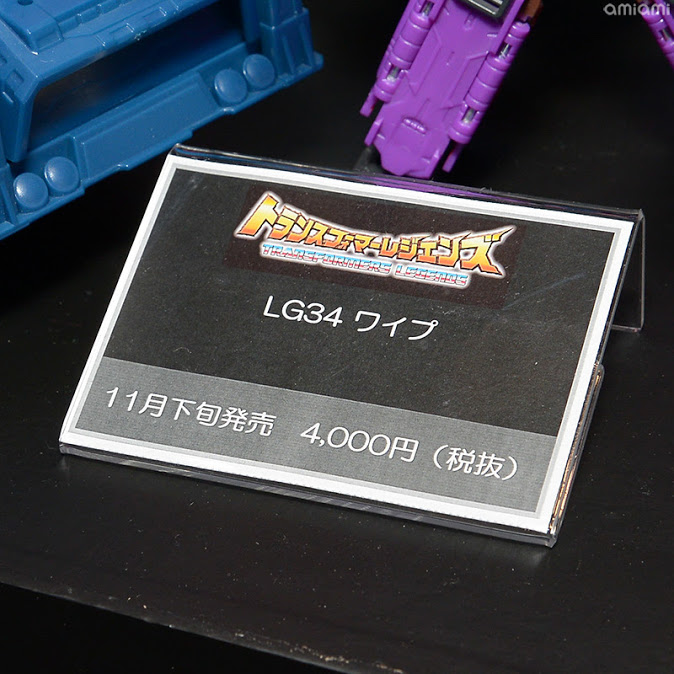 amiami
トランスフォーマーレジェンズ
TRANSFORMERS LEGENDS
LG34 ワイプ
11月下旬発売 4,000円（税抜）